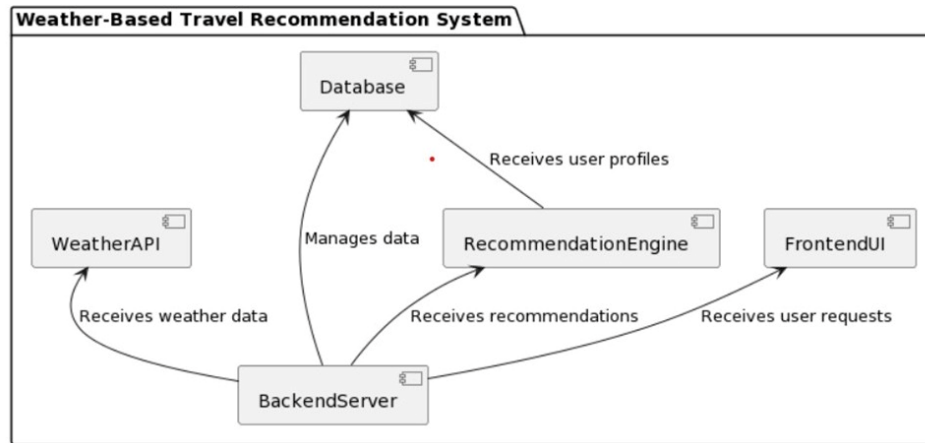 Weather-Based Travel Recommendation System
Database
Receives user profiles
Manages data
WeatherAPI
RecommendationEngine
FrontendUI
Receives weather data
Receives recommendations
Receives user requests
BackendServer